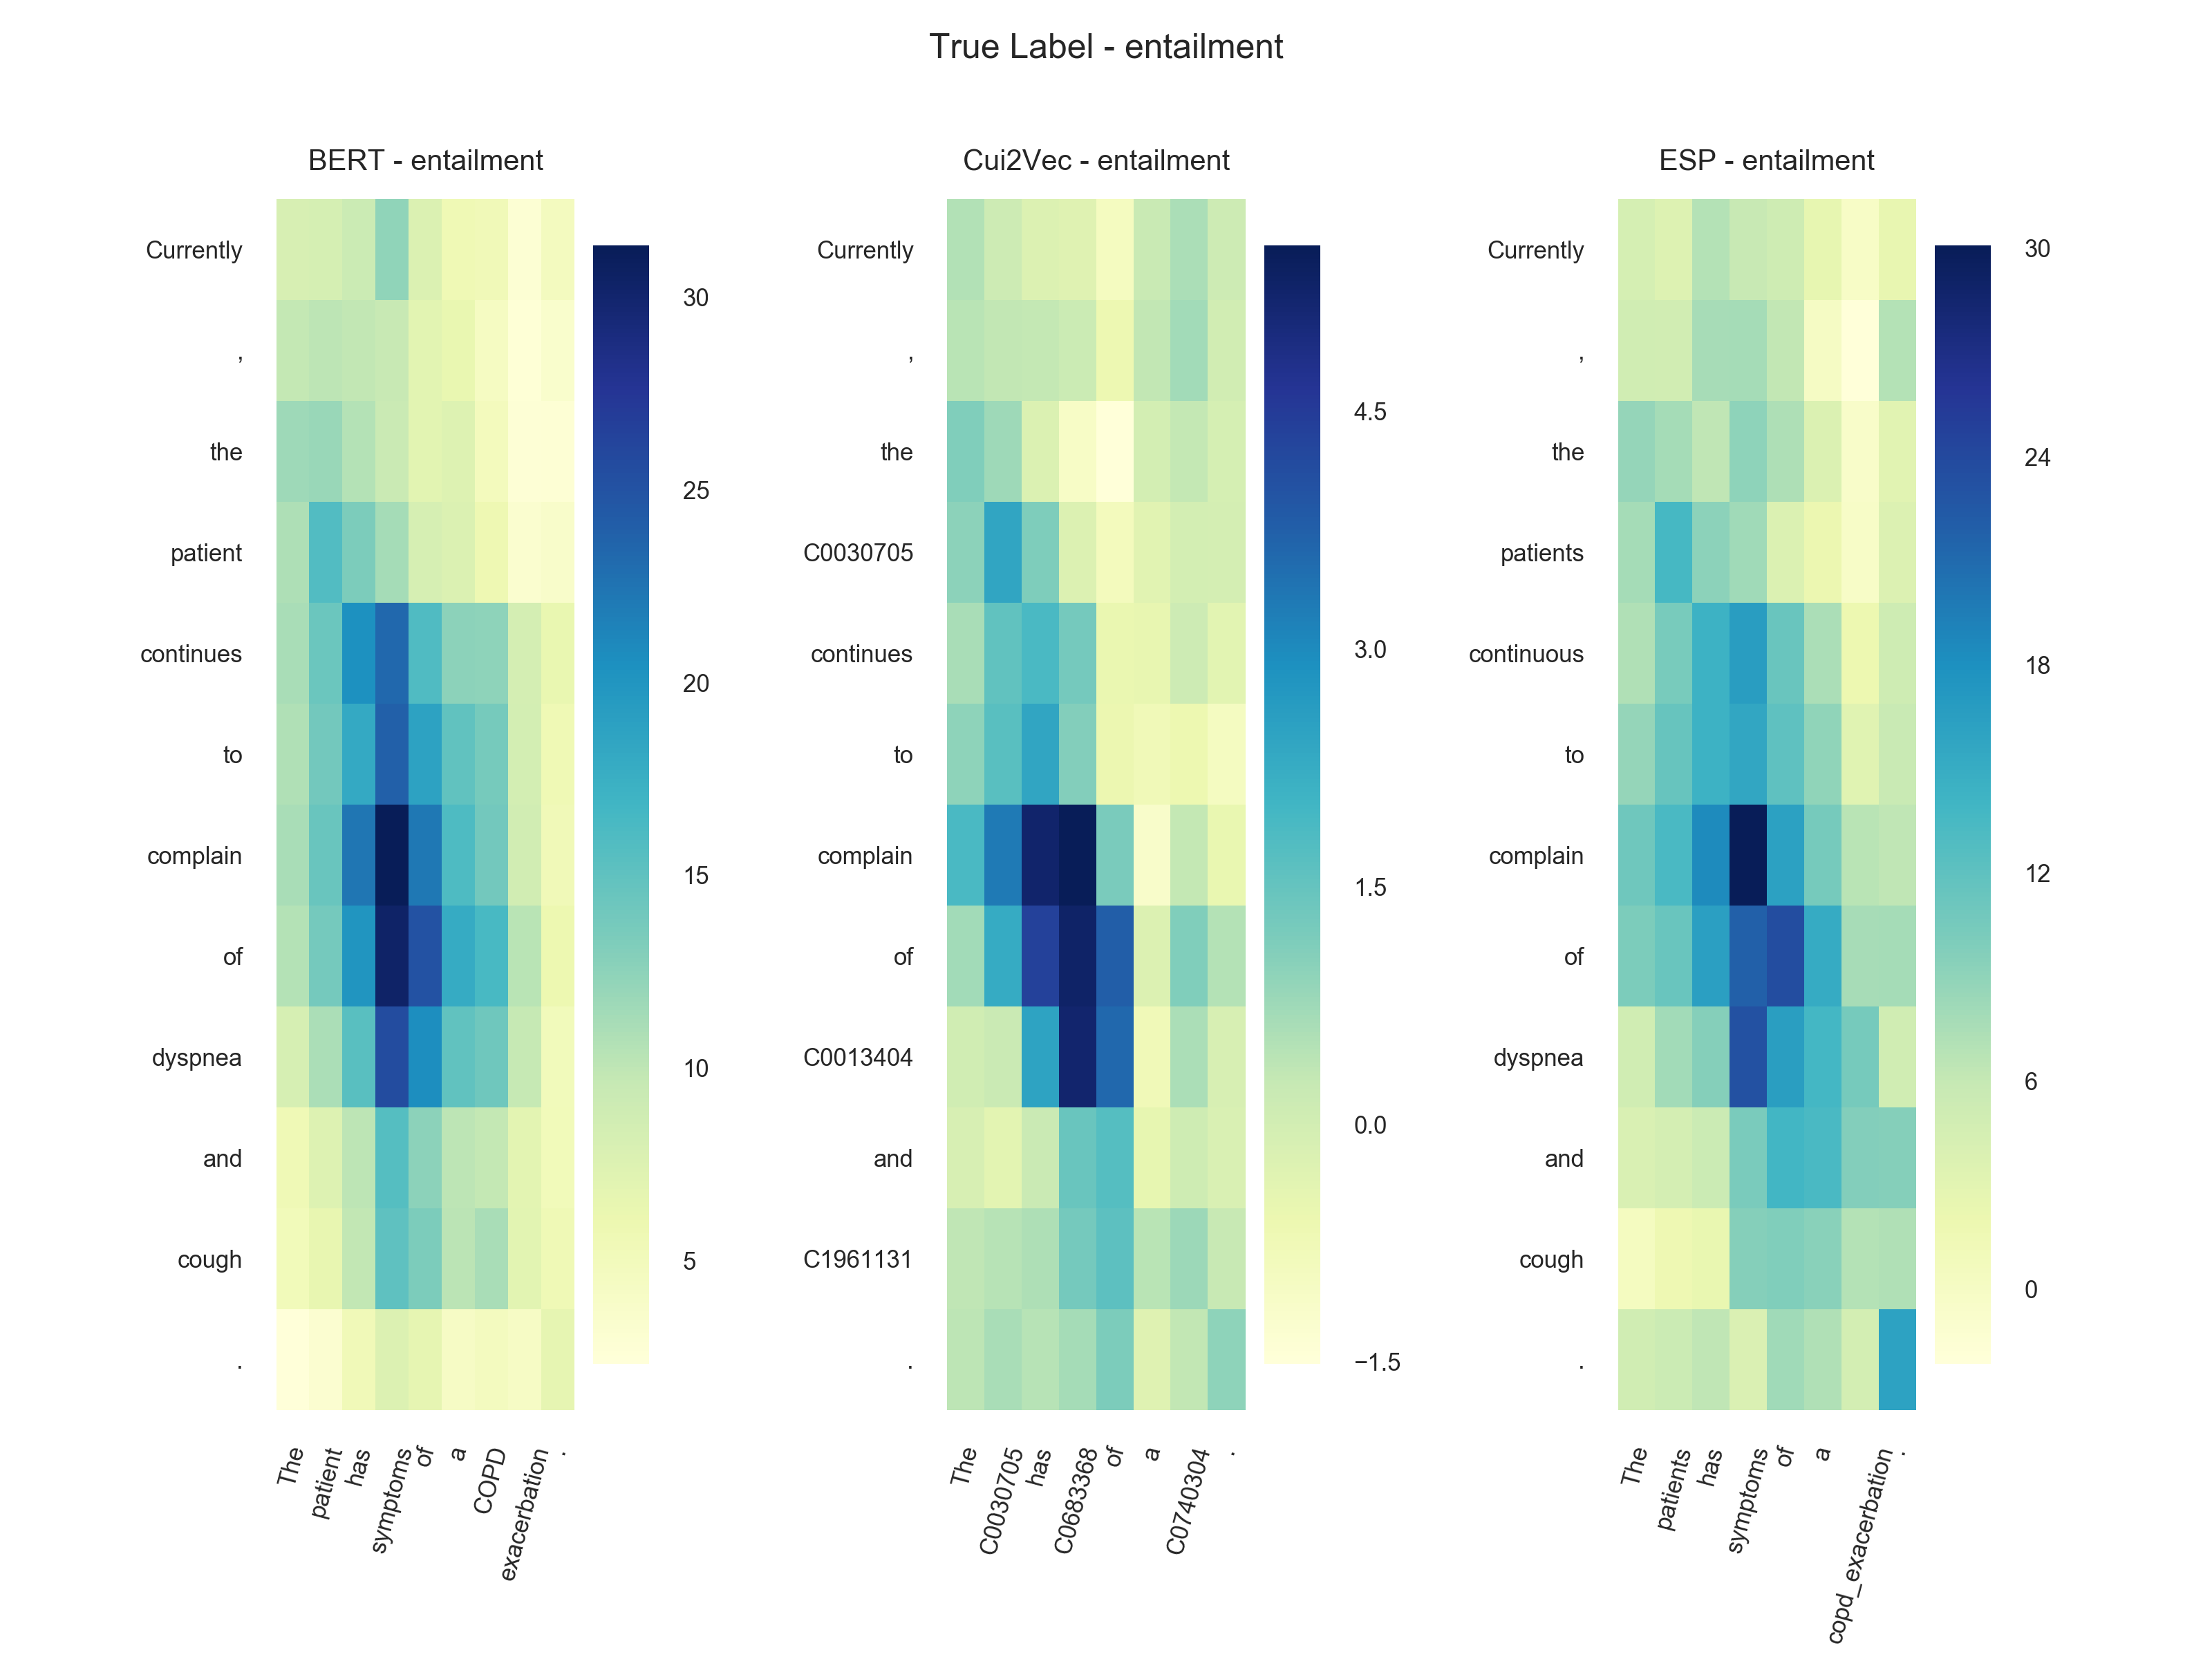 True Label - entailment
BERT - entailment
Currently
,
the
patient
continues
to
complain
of
dyspnea
and
cough
.
The
patient
has
symptoms
of
a
COPD
exacerbation
.
30
25
20
15
10
5
Cui2Vec - entailment
Currently
,
the
C0030705
continues
to
complain
of
C0013404
and
C1961131
.
The
C0030705
has
C0683368
of
a
C0740304
.
4.5
3.0
1.5
0.0
−1.5
ESP - entailment
Currently
,
the
patients
continuous
to
complain
of
dyspnea
and
cough
.
The
patients
has
symptoms
of
a
copd_exacerbation
.
30
24
18
12
6
0